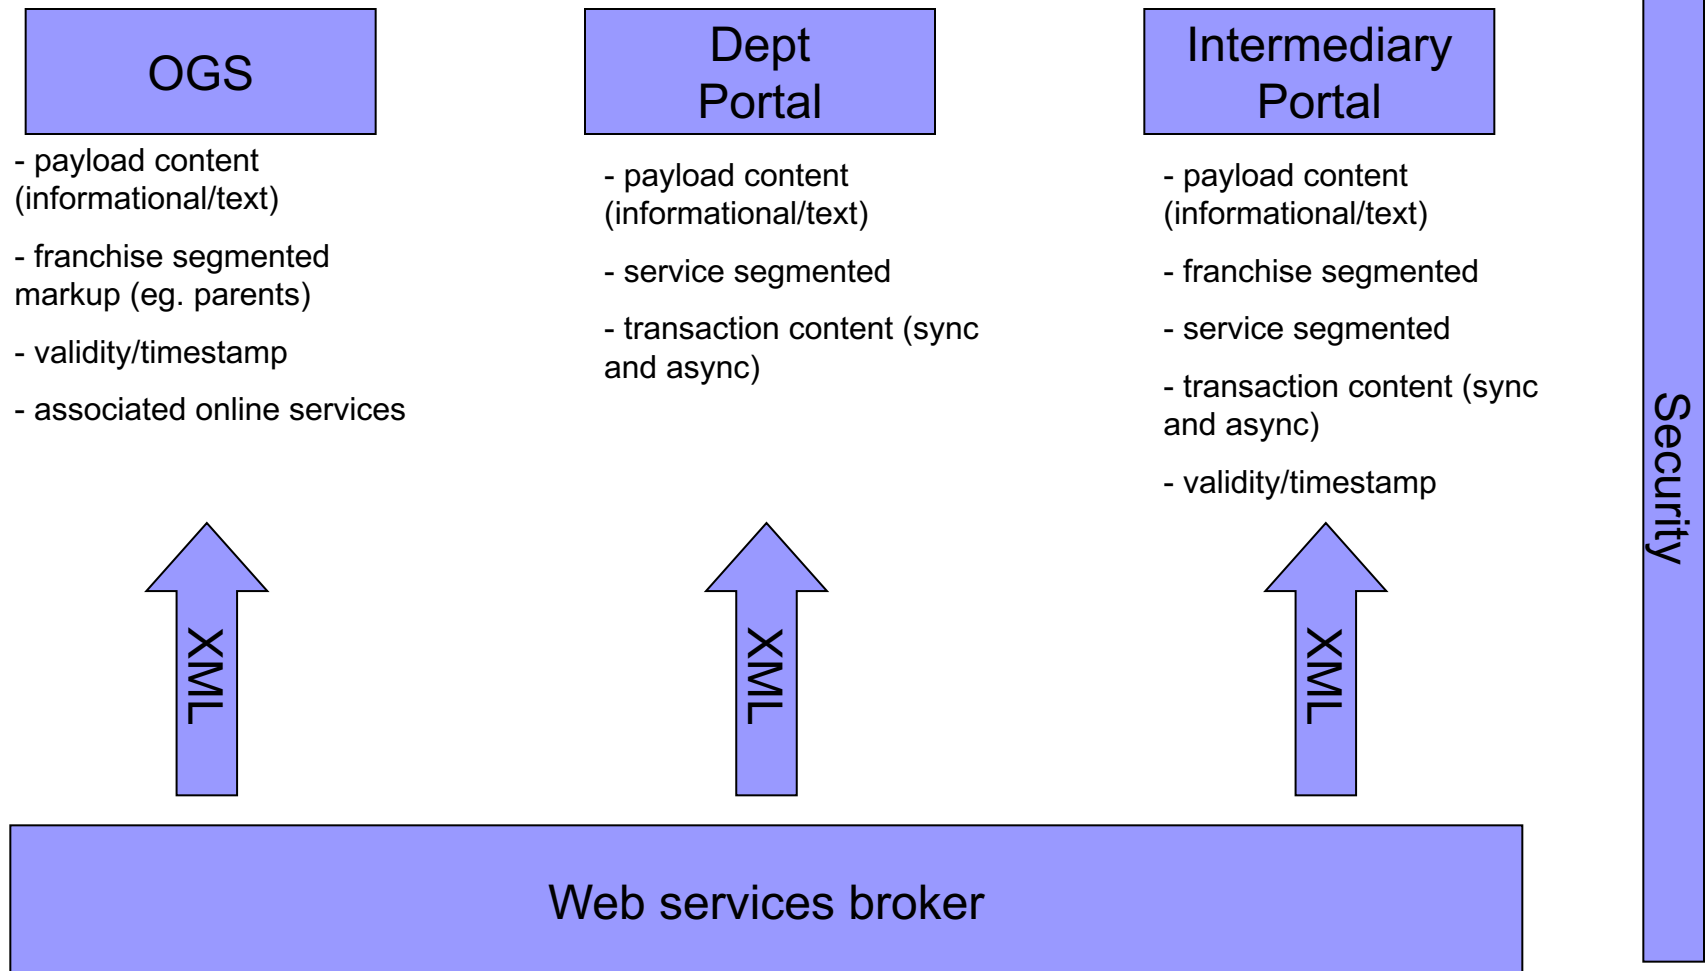 OGS
- payload content
(informational/text)
- franchise segmented
markup (eg. parents)
- validity/timestamp
- associated online services
XML
Dept
Portal
- payload content
(informational/text)
- service segmented
- transaction content (sync
and async)
XML
Intermediary
Portal
- payload content
(informational/text)
- franchise segmented
- service segmented
- transaction content (sync
and async)
- validity/timestamp
XML
Web services broker
Security